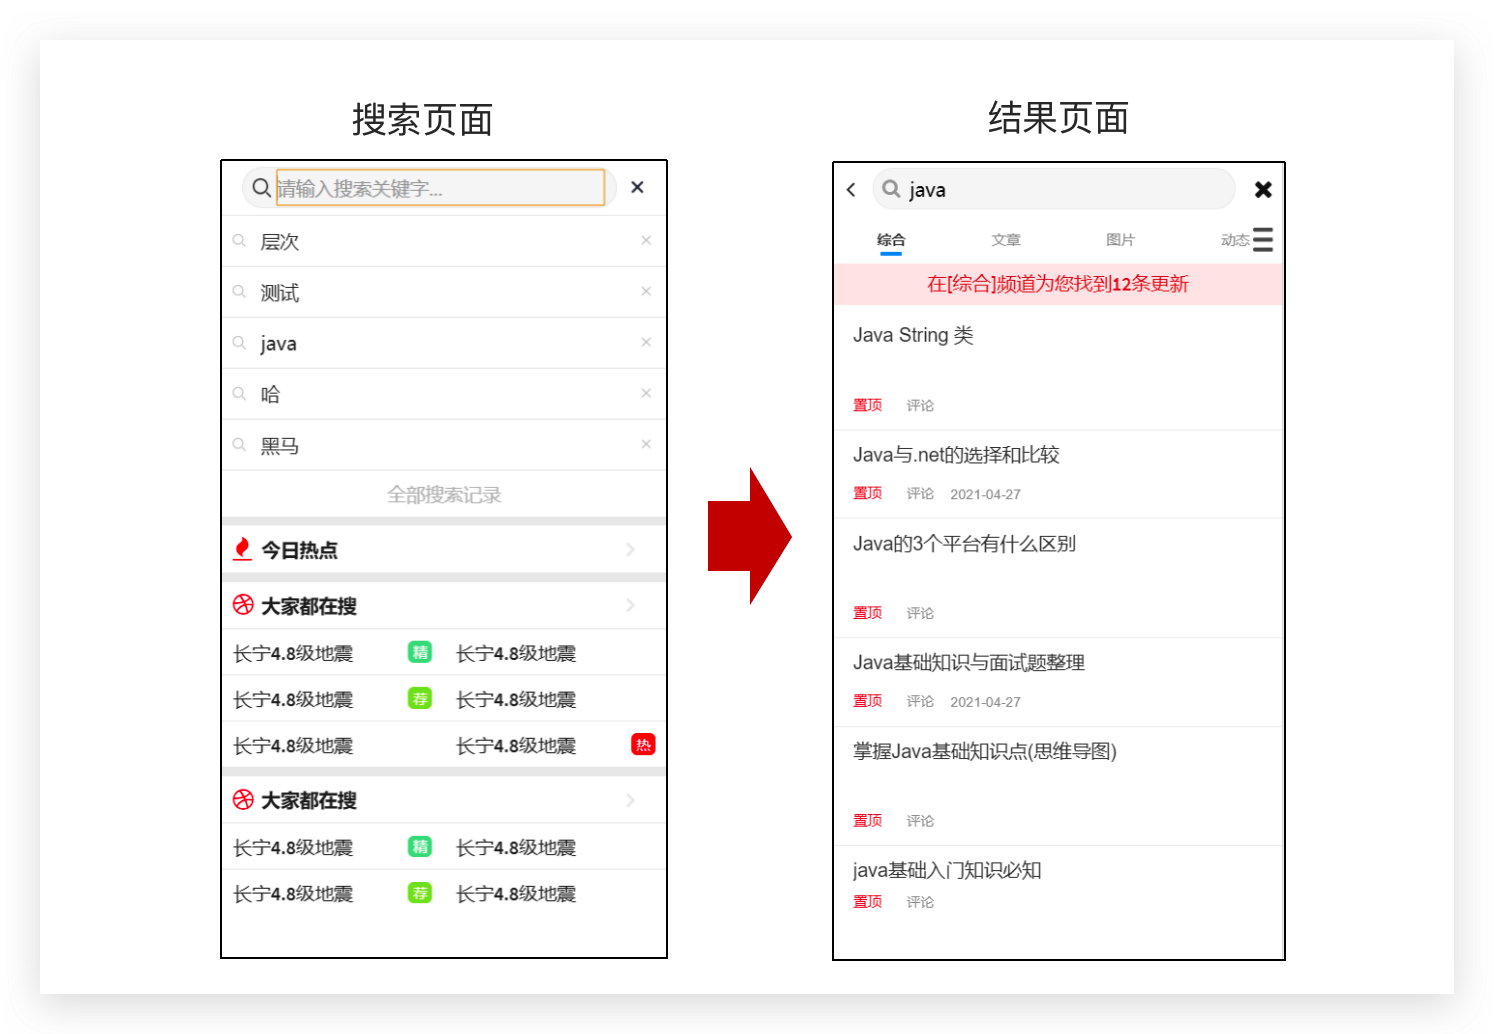 搜索页面
请输入搜索关键字...
层次
测试
java
哈
黑马
全部搜索记录
今日热点
大家都在搜
长宁4.8级地震 精 长宁4.8级地震
长宁4.8级地震 荐 长宁4.8级地震
长宁4.8级地震 长宁4.8级地震 热
大家都在搜
长宁4.8级地震 精 长宁4.8级地震
长宁4.8级地震 荐 长宁4.8级地震
结果页面
java
综合 文章 图片 动态
在[综合]频道为您找到12条更新
Java String 类
置顶 评论
Java与.net的选择和比较
置顶 评论 2021-04-27
Java的3个平台有什么区别
置顶 评论
Java基础知识与面试题整理
置顶 评论 2021-04-27
掌握Java基础知识点(思维导图)
置顶 评论
java基础入门知识必知
置顶 评论